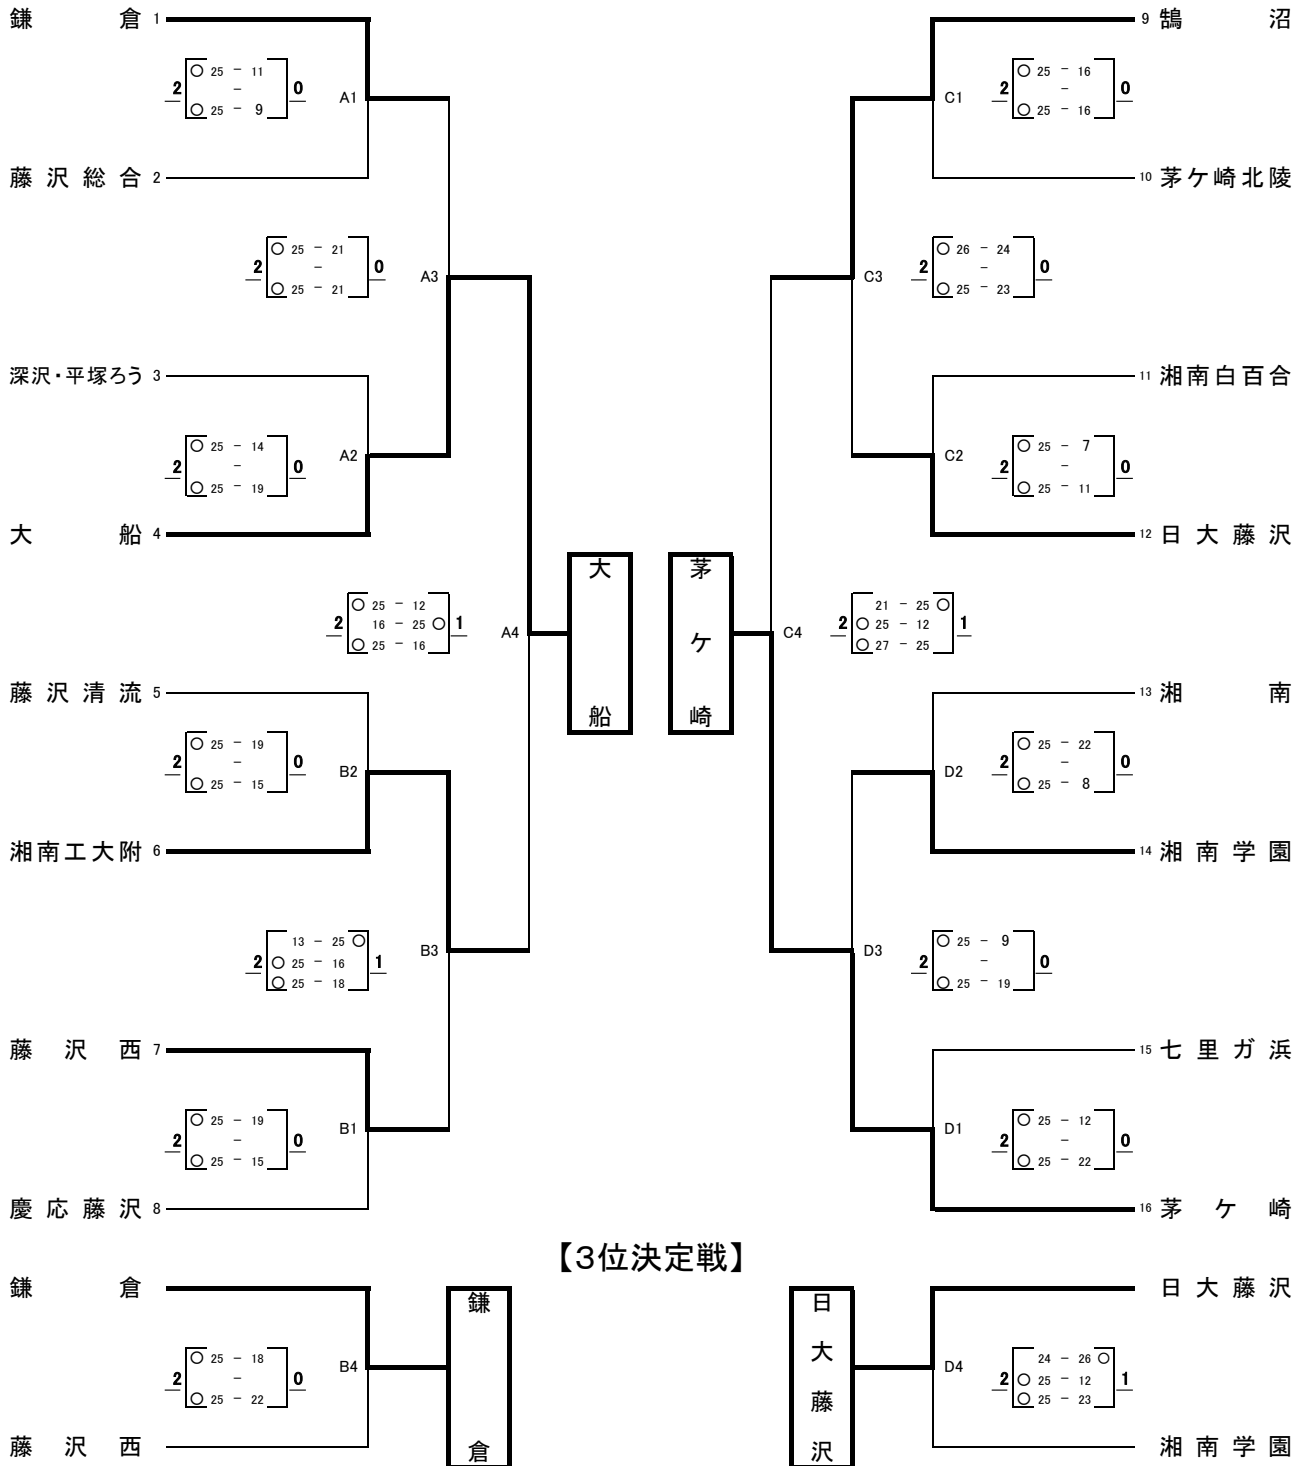 鎌倉 1
9 鵠沼
○ 25 - 11
2 - 0
○ 25 - 9
A1
C1
○ 25 - 16
2 - 0
○ 25 - 16
藤沢総合 2
10 茅ケ崎北陵
○ 25 - 21
2 - 0
○ 25 - 21
A3
C3
○ 26 - 24
2 - 0
○ 25 - 23
深沢・平塚ろう 3
11 湘南白百合
○ 25 - 14
2 - 0
○ 25 - 19
A2
C2
○ 25 - 7
2 - 0
○ 25 - 11
大船 4
12 日大藤沢
○ 25 - 12
2 16 - 25 ○ 1
○ 25 - 16
A4
大船
茅ケ崎
C4
21 - 25 ○
2 ○ 25 - 12 1
○ 27 - 25
藤沢清流 5
13 湘南
○ 25 - 19
2 - 0
○ 25 - 15
B2
D2
○ 25 - 22
2 - 0
○ 25 - 8
湘南工大附 6
14 湘南学園
13 - 25 ○
2 ○ 25 - 16 1
○ 25 - 18
B3
D3
○ 25 - 9
2 - 0
○ 25 - 19
藤沢西 7
15 七里ガ浜
○ 25 - 19
2 - 0
○ 25 - 15
B1
D1
○ 25 - 12
2 - 0
○ 25 - 22
慶応藤沢 8
16 茅ケ崎
【3位決定戦】
鎌倉
日大藤沢
○ 25 - 18
2 - 0
○ 25 - 22
B4
鎌倉
日大藤沢
D4
24 - 26 ○
2 ○ 25 - 12 1
○ 25 - 23
藤沢西
湘南学園